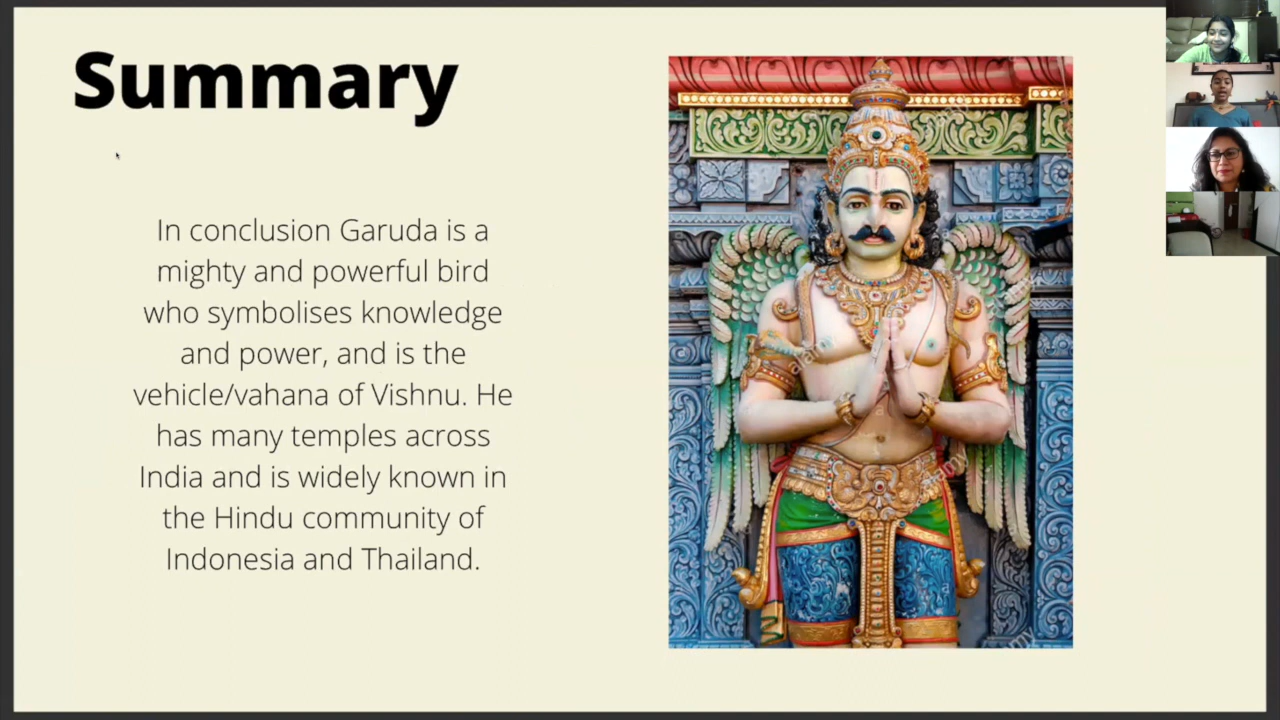 Summary
In conclusion Garuda is a
mighty and powerful bird
who symbolises knowledge
and power, and is the
vehicle/vahana of Vishnu. He
has many temples across
India and is widely known in
the Hindu community of
Indonesia and Thailand.
alamy